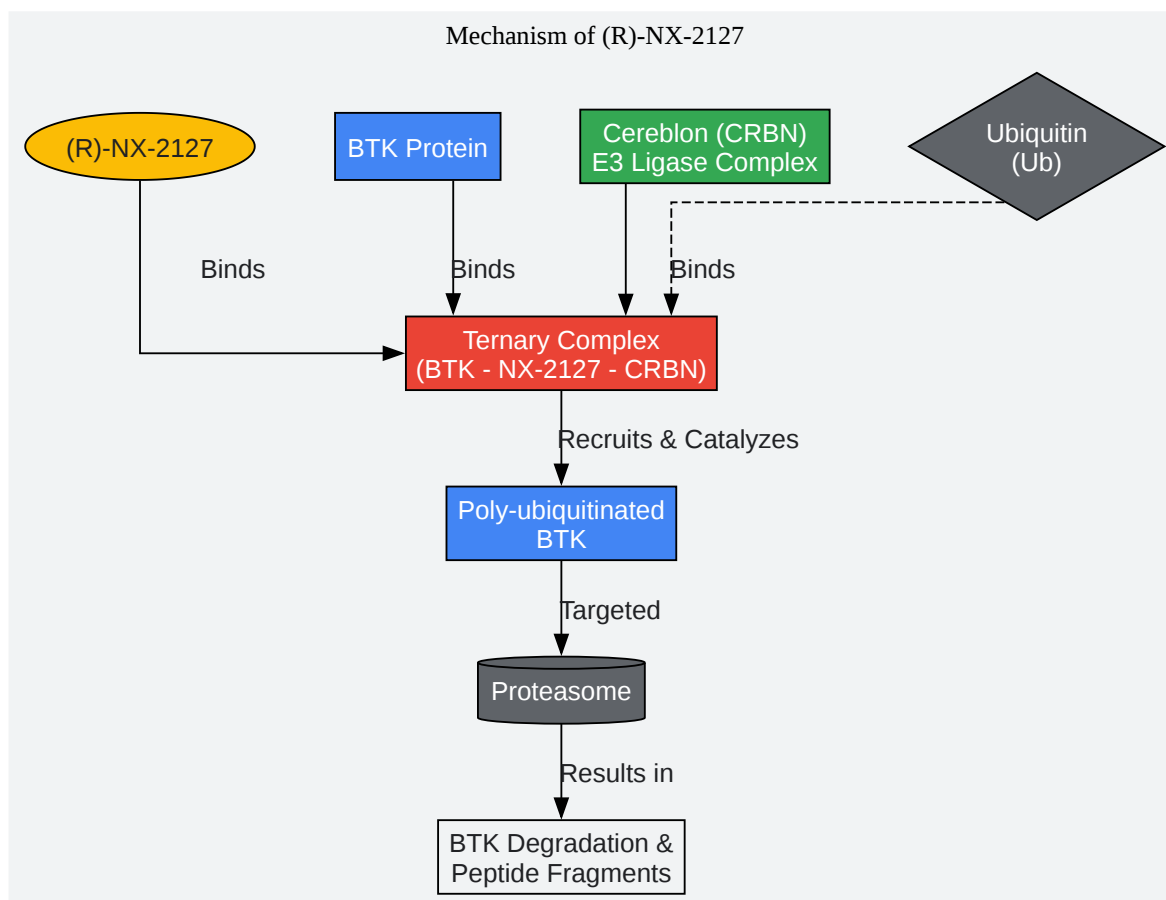 Mechanism of (R)-NX-2127
(R)-NX-2127
BTK Protein
Cereblon (CRBN)
E3 Ligase Complex
Ubiquitin
(Ub)
Binds
Binds
Binds
Ternary Complex
(BTK - NX-2127 - CRBN)
Recruits & Catalyzes
Poly-ubiquitinated
BTK
Targeted
Proteasome
Results in
BTK Degradation &
Peptide Fragments